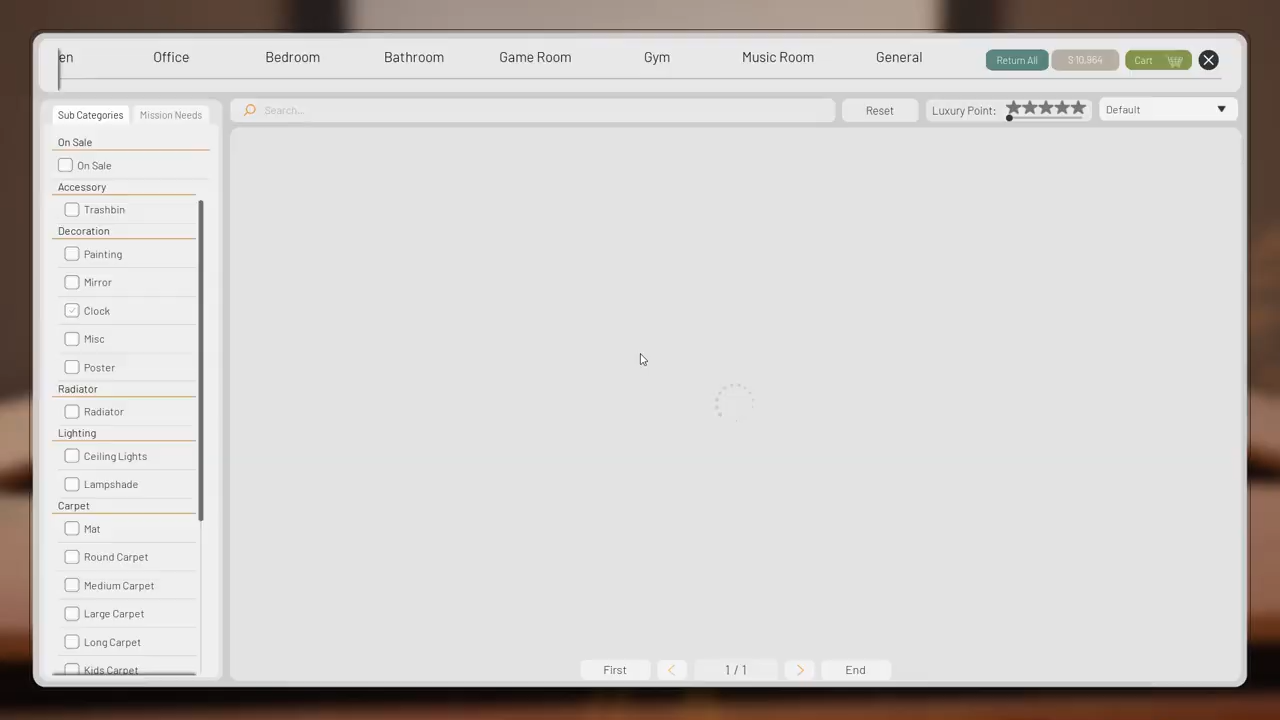 en Office Bedroom Bathroom Game Room Gym Music Room General Return All $ 10,964 Cart
Sub Categories Mission Needs
Search... Reset Luxury Point: Default
On Sale
On Sale
Accessory
Trashbin
Decoration
Painting
Mirror
Clock
Misc
Poster
Radiator
Radiator
Lighting
Ceiling Lights
Lampshade
Carpet
Mat
Round Carpet
Medium Carpet
Large Carpet
Long Carpet
Kids Carpet
First < 1 / 1 > End